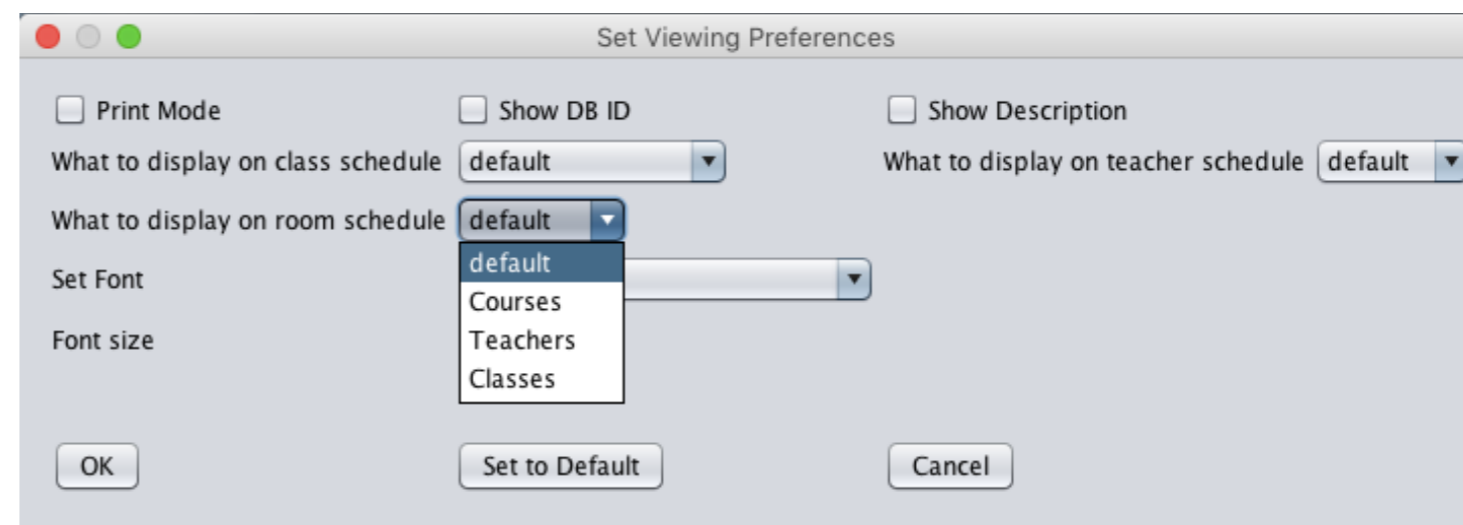 Set Viewing Preferences
Print Mode Show DB ID Show Description
What to display on class schedule default What to display on teacher schedule default
What to display on room schedule default
default
Set Font
Courses
Font size Teachers
Classes
OK Set to Default Cancel